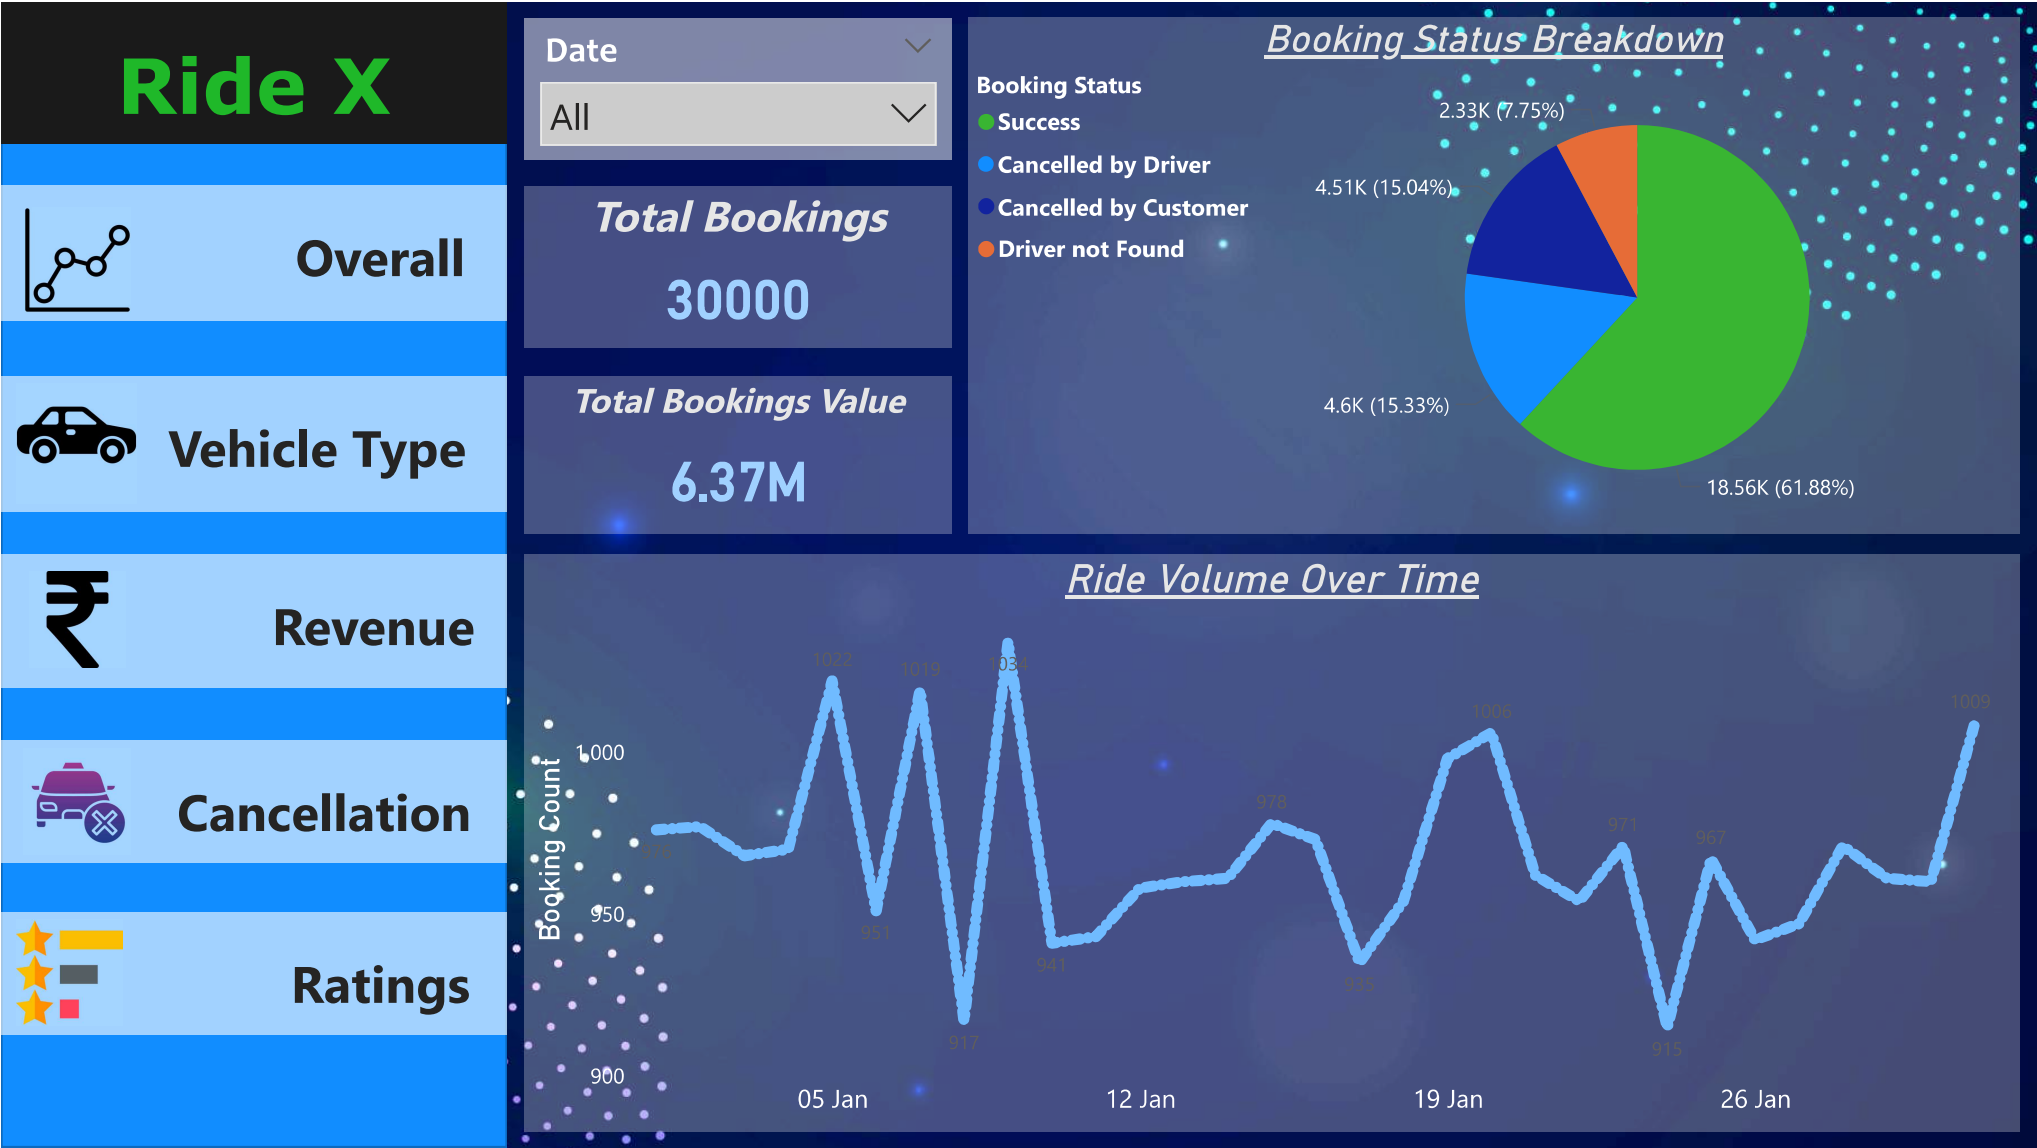 Ride X
Overall
Vehicle Type
Revenue
Cancellation
Ratings
Date
All
Total Bookings
30000
Total Bookings Value
6.37M
Booking Status Breakdown
Booking Status
Success
Cancelled by Driver
Cancelled by Customer
Driver not Found
2.33K (7.75%)
4.51K (15.04%)
4.6K (15.33%)
18.56K (61.88%)
Ride Volume Over Time
Booking Count
1,000
950
900
1022
1019
1034
951
917
941
978
935
1006
971
915
967
1009
05 Jan
12 Jan
19 Jan
26 Jan